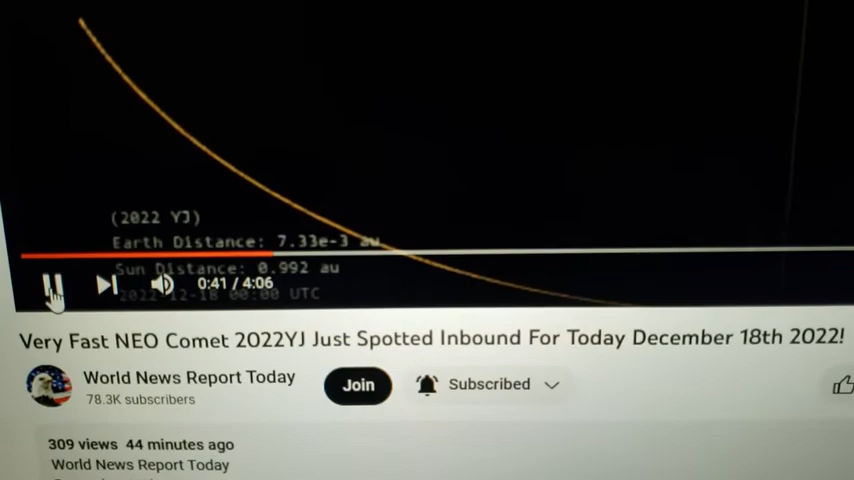 (2022 YJ)
Earth Distance: 7.33e-3 au
Sun Distance: 0.992 au
0:41 / 4:06
2022-12-18 00:00 UTC
Very Fast NEO Comet 2022YJ Just Spotted Inbound For Today December 18th 2022!
World News Report Today
Join
Subscribed
78.3K subscribers
309 views 44 minutes ago
World News Report Today